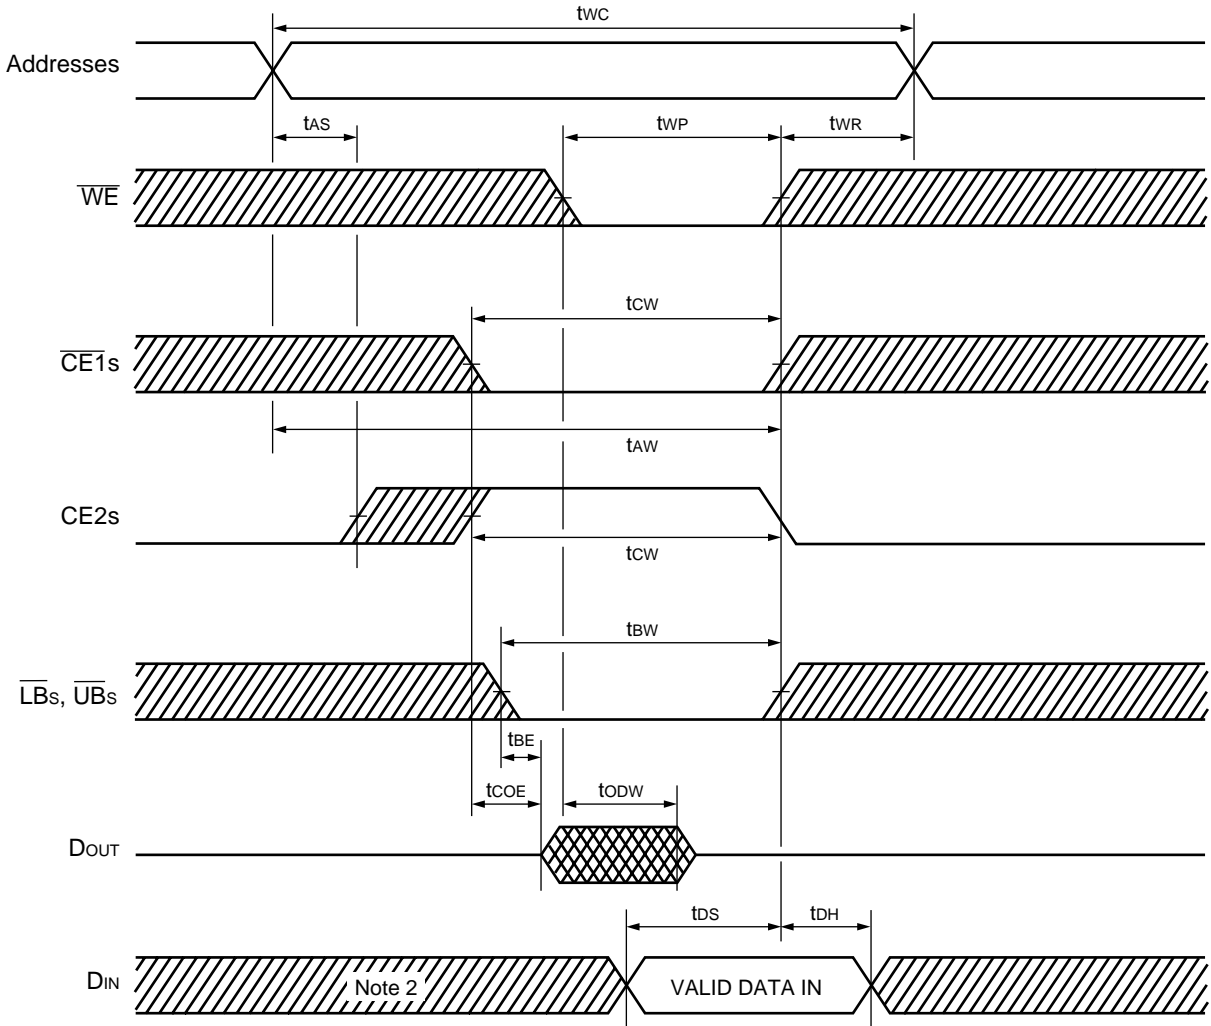 tWC
Addresses
tAS
tWP
tWR
WE
tCW
CE1s
tAW
CE2s
tCW
tBW
LBs, UBs
tBE
tCOE
tODW
DOUT
tDS
tDH
DIN
Note 2
VALID DATA IN